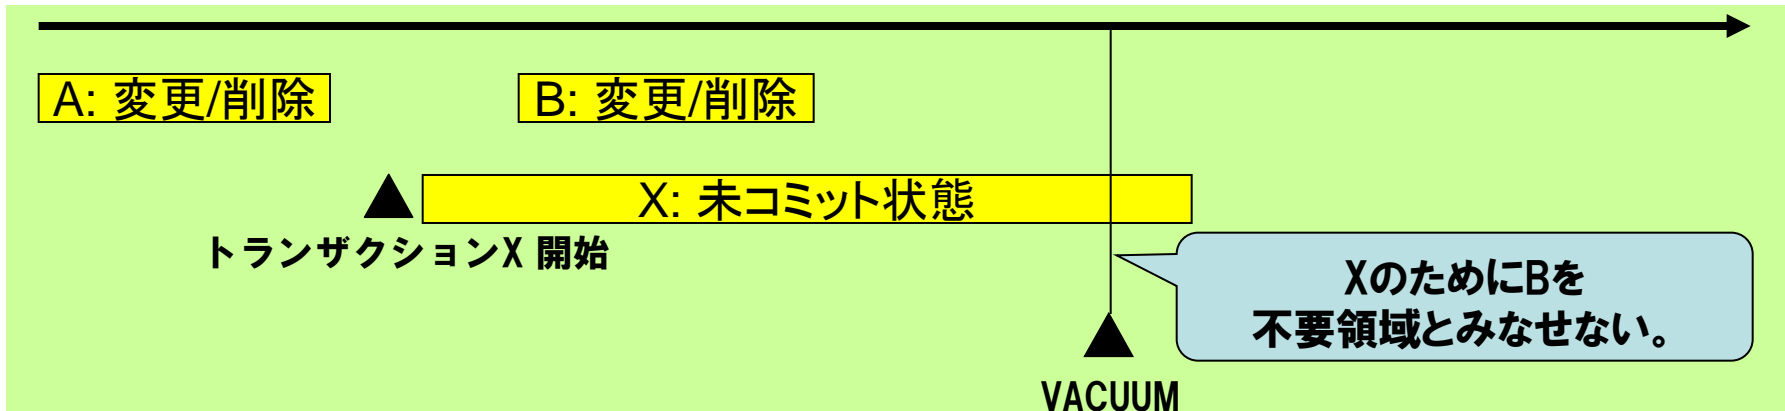 A: 変更/削除
B: 変更/削除
X: 未コミット状態
トランザクションX 開始
XのためにBを
不要領域とみなせない。
VACUUM